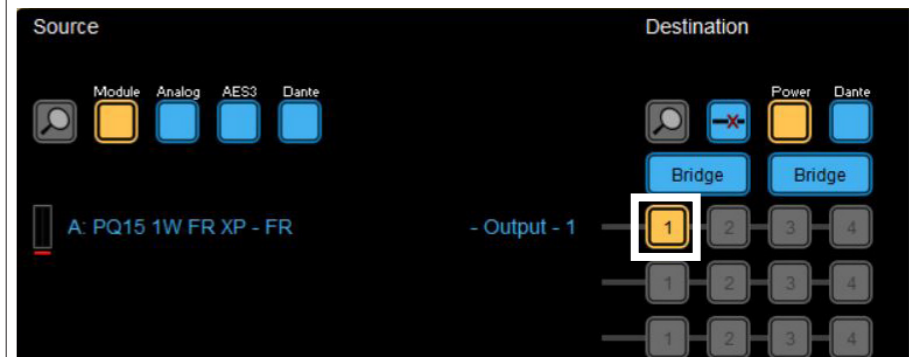 Source Destination
Module Analog AES3 Dante Power Dante
Bridge Bridge
A: PQ15 1W FR XP - FR - Output - 1 1 2 3 4
1 2 3 4
1 2 3 4